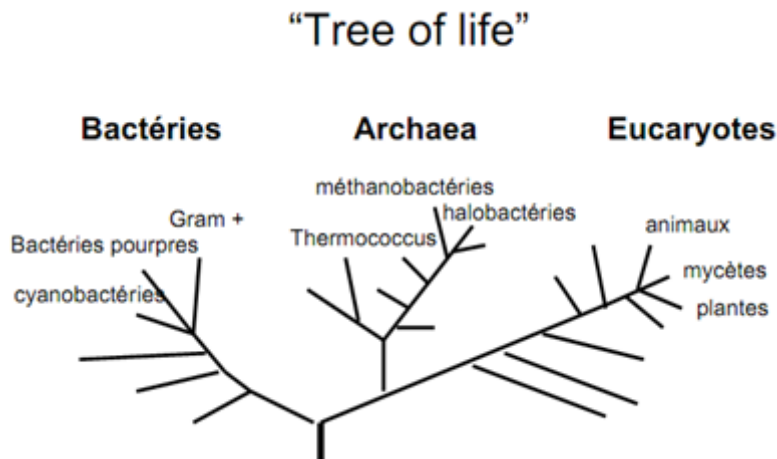 “Tree of life”
Bactéries
Archaea
Eucaryotes
méthanobactéries
Gram +
halobactéries
Bactéries pourpres
Thermococcus
animaux
cyanobactéries
mycètes
plantes